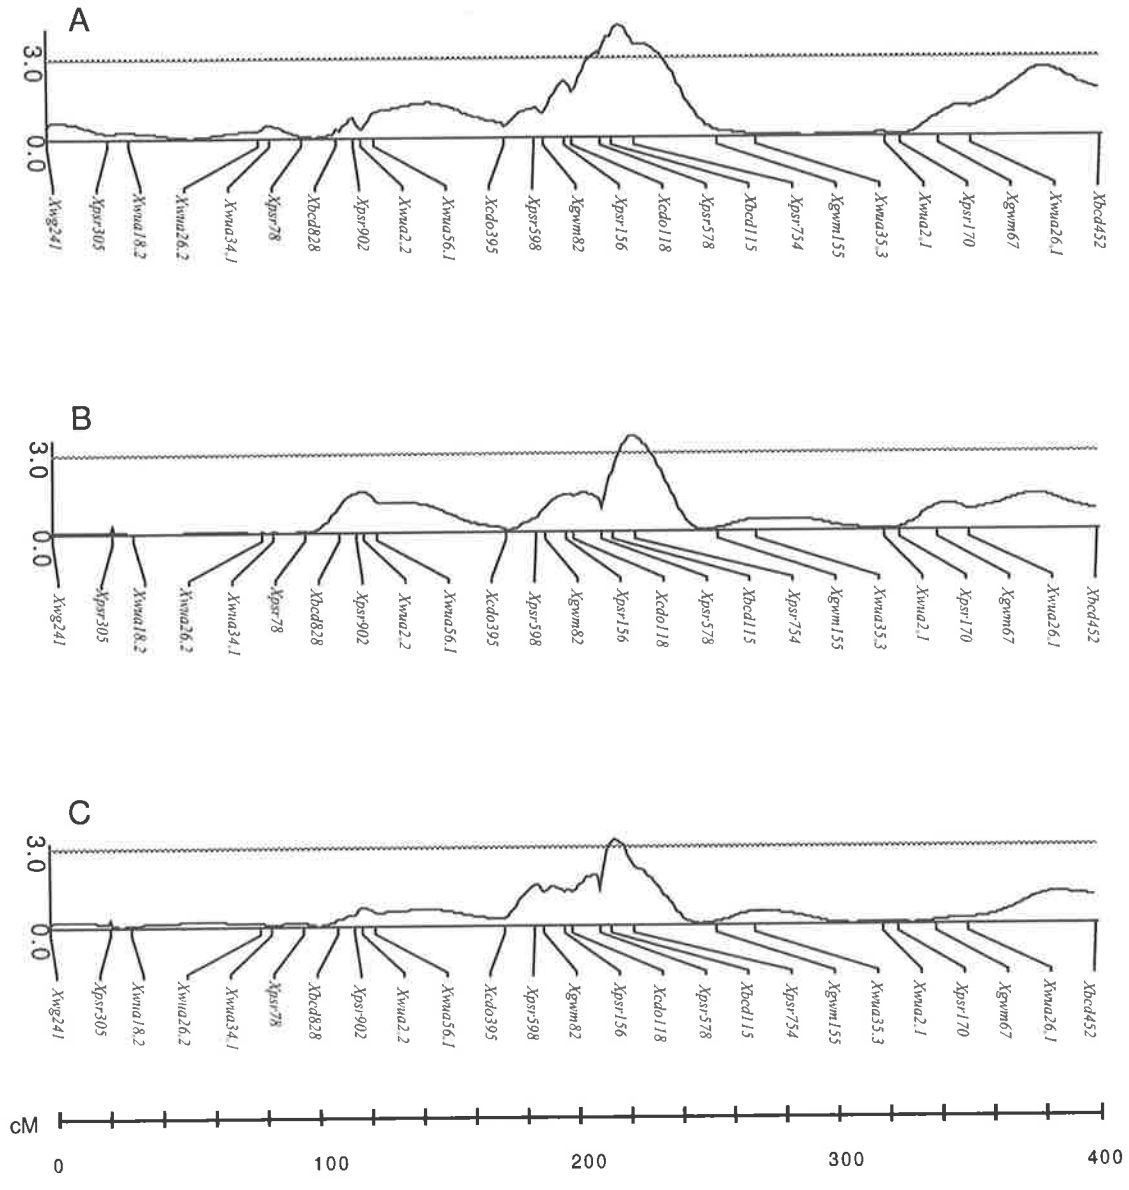 A
3.0
0.0
Xwg241 Xpsr305 Xwua18.2 Xwua26.2 Xwua34.1 Xpsr78 Xbcd828 Xpsr902 Xwua2.2 Xwua56.1 Xcdo395 Xpsr598 Xgwm82 Xpsr156 Xcdo118 Xpsr578 Xbcd115 Xpsr754 Xgwm155 Xwua35.3 Xwua2.1 Xpsr170 Xgwm67 Xwua26.1 Xbcd452
B
3.0
0.0
Xwg241 Xpsr305 Xwua18.2 Xwua26.2 Xwua34.1 Xpsr78 Xbcd828 Xpsr902 Xwua2.2 Xwua56.1 Xcdo395 Xpsr598 Xgwm82 Xpsr156 Xcdo118 Xpsr578 Xbcd115 Xpsr754 Xgwm155 Xwua35.3 Xwua2.1 Xpsr170 Xgwm67 Xwua26.1 Xbcd452
C
3.0
0.0
Xwg241 Xpsr305 Xwua18.2 Xwua26.2 Xwua34.1 Xpsr78 Xbcd828 Xpsr902 Xwua2.2 Xwua56.1 Xcdo395 Xpsr598 Xgwm82 Xpsr156 Xcdo118 Xpsr578 Xbcd115 Xpsr754 Xgwm155 Xwua35.3 Xwua2.1 Xpsr170 Xgwm67 Xwua26.1 Xbcd452
cM
0 100 200 300 400